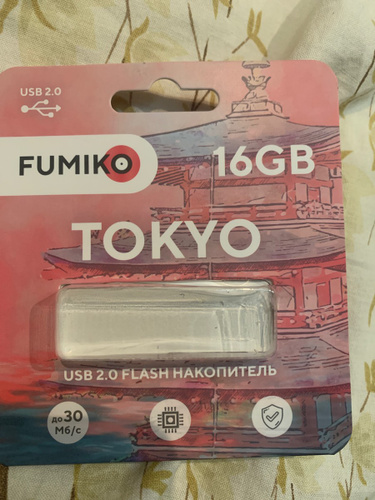 USB 2.0
FUMIKO
16GB
TOKYO
USB 2.0 FLASH НАКОПИТЕЛЬ
до 30
Мб/с